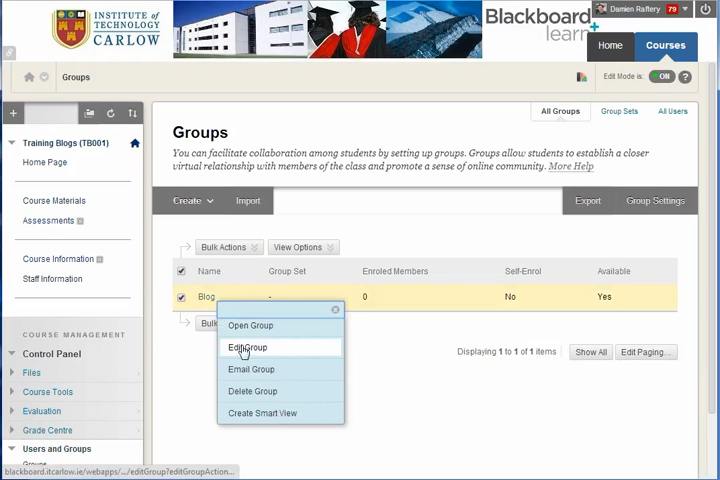 INSTITUTE of
TECHNOLOGY
CARLOW
Blackboard
learn+
Damien Raftery 79
Home
Courses
Groups
Edit Mode is: ON ?
Training Blogs (TB001)
Home Page
Course Materials
Assessments
Course Information
Staff Information
COURSE MANAGEMENT
Control Panel
Files
Course Tools
Evaluation
Grade Centre
Users and Groups
Groups
All Groups
Group Sets
All Users
Groups
You can facilitate collaboration among students by setting up groups. Groups allow students to establish a closer
virtual relationship with members of the class and promote a sense of online community. More Help
Create
Import
Export
Group Settings
Bulk Actions
View Options
Name
Group Set
Enroled Members
Self-Enrol
Available
Blog
-
0
No
Yes
Bulk
Open Group
Edit Group
Email Group
Delete Group
Create Smart View
Displaying 1 to 1 of 1 items
Show All
Edit Paging...
blackboard.itcarlow.ie/webapps/.../editGroup?editGroupAction...